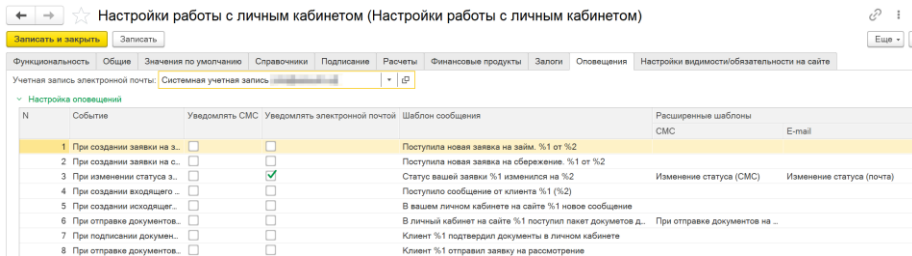 Настройки работы с личным кабинетом (Настройки работы с личным кабинетом)
Записать и закрыть Записать Еще
Функциональность Общие Значения по умолчанию Справочники Подписание Расчеты Финансовые продукты Залоги Оповещения Настройки видимости/обязательности на сайте
Учетная запись электронной почты: Системная учетная запись
Настройка оповещений
N Событие Уведомлять СМС Уведомлять электронной почтой Шаблон сообщения Расширенные шаблоны
СМС E-mail
1 При создании заявки на з... Поступила новая заявка на займ. %1 от %2
2 При создании заявки на с... Поступила новая заявка на сбережение. %1 от %2
3 При изменении статуса з... Статус вашей заявки %1 изменился на %2 Изменение статуса (СМС) Изменение статуса (почта)
4 При создании входящего ... Поступило сообщение от клиента %1 (%2)
5 При создании исходящег... В вашем личном кабинете на сайте %1 новое сообщение
6 При отправке документов... В личный кабинет на сайте %1 поступил пакет документов д... При отправке документов на ...
7 При подписании докумен... Клиент %1 подтвердил документы в личном кабинете
8 При отправке документов... Клиент %1 отправил заявку на рассмотрение